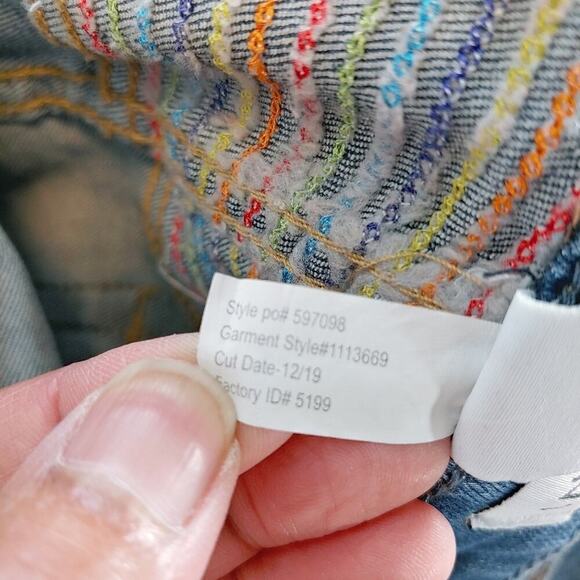 Style po# 597098
Garment Style#1113669
Cut Date-12/19
Factory ID# 5199